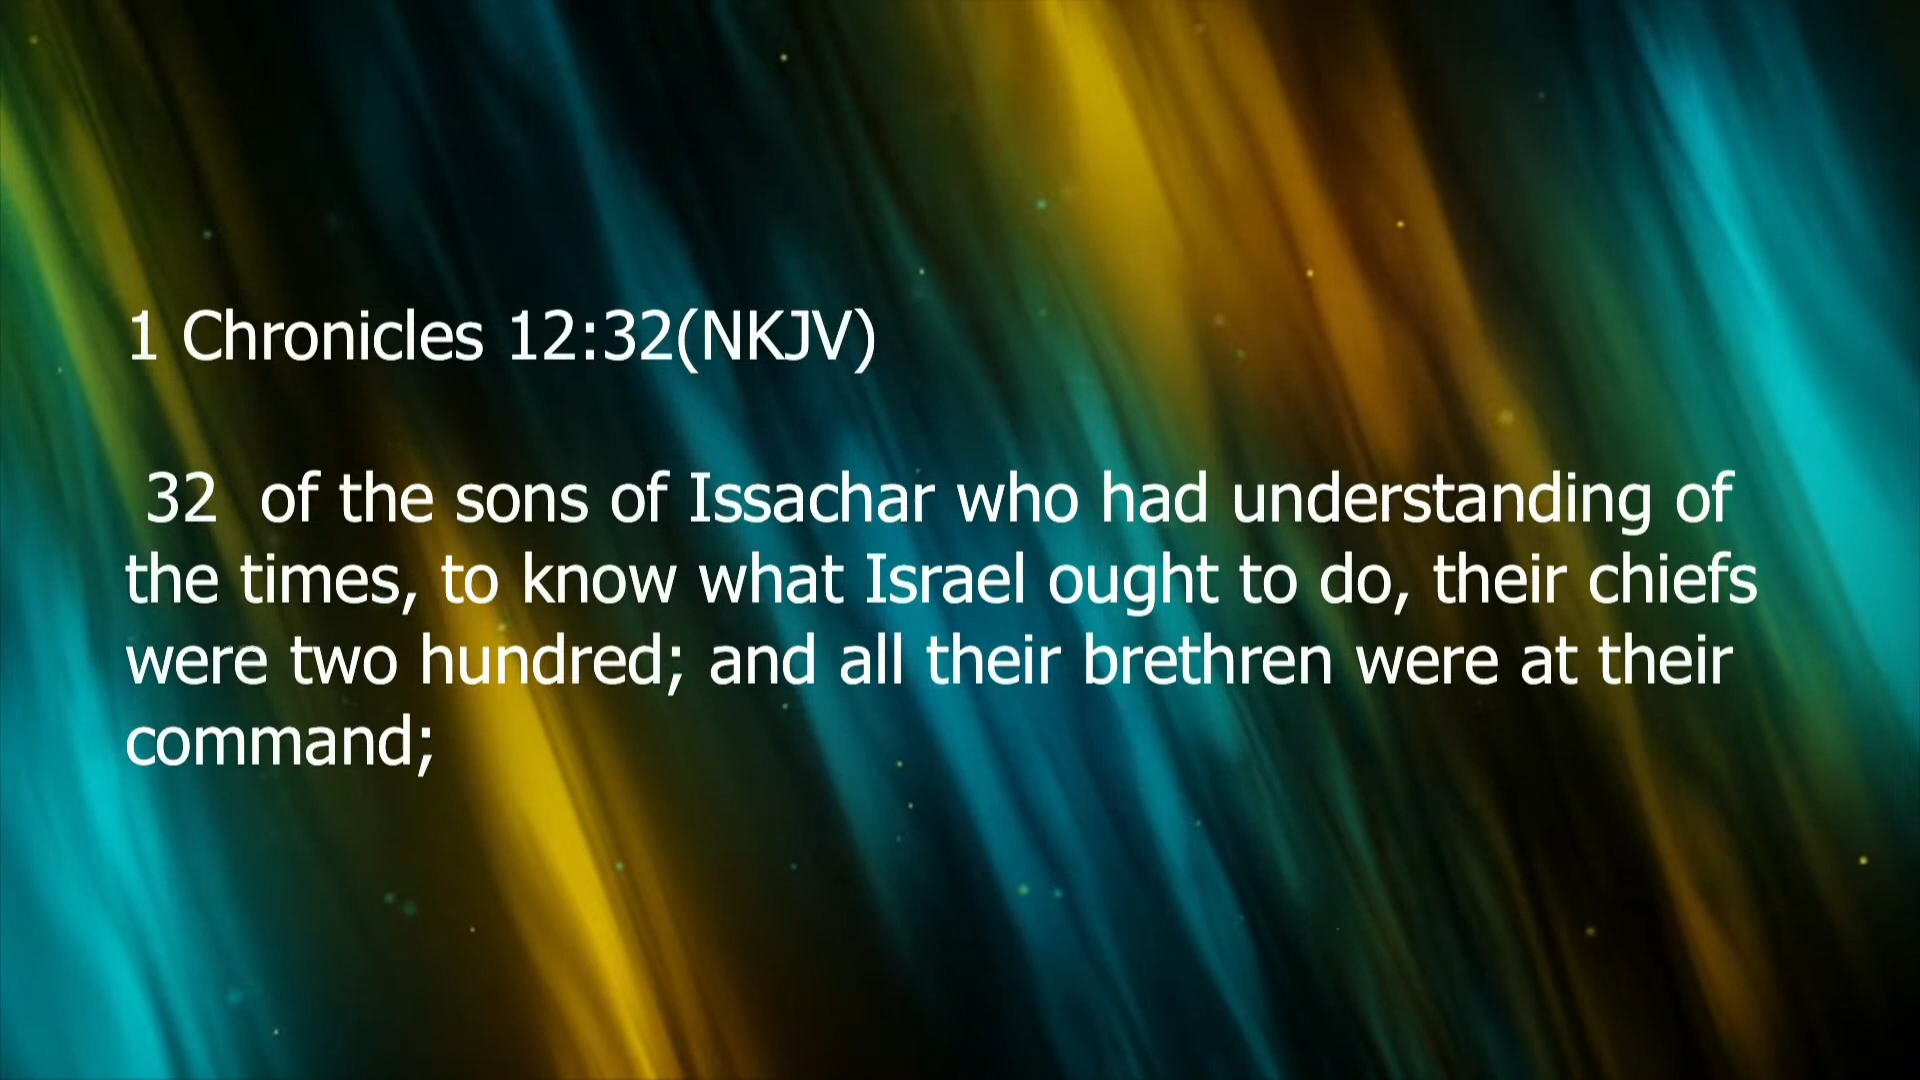 1 Chronicles 12:32(NKJV)
32 of the sons of Issachar who had understanding of
the times, to know what Israel ought to do, their chiefs
were two hundred; and all their brethren were at their
command;